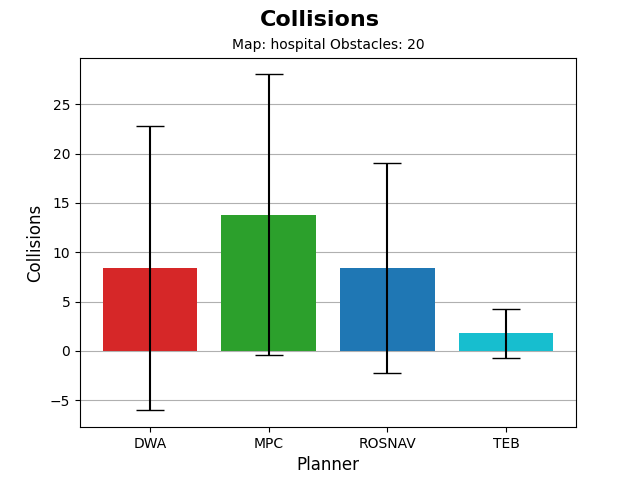 Collisions
Map: hospital Obstacles: 20
Collisions
25
20
15
10
5
0
−5
DWA MPC ROSNAV TEB
Planner